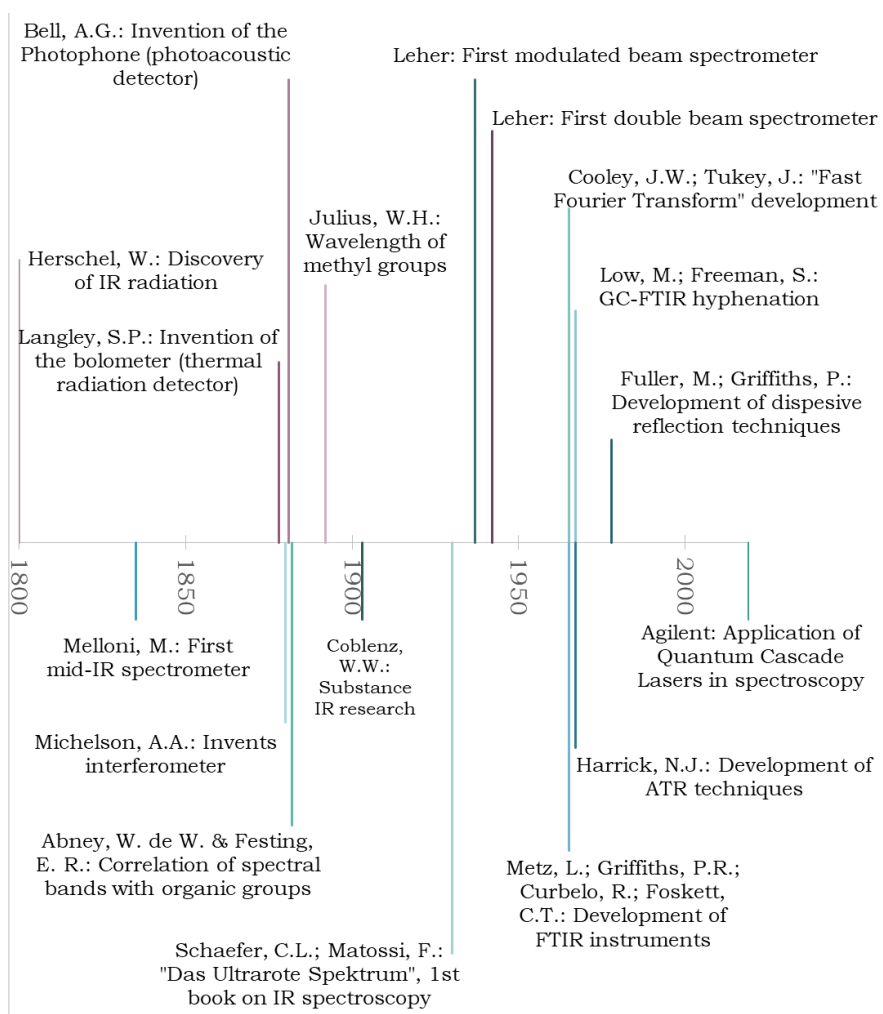 Bell, A.G.: Invention of the
Photophone (photoacoustic
detector)
Leher: First modulated beam spectrometer
Leher: First double beam spectrometer
Cooley, J.W.; Tukey, J.: "Fast
Fourier Transform" development
Julius, W.H.:
Wavelength of
methyl groups
Herschel, W.: Discovery
of IR radiation
Low, M.; Freeman, S.:
GC-FTIR hyphenation
Langley, S.P.: Invention of
the bolometer (thermal
radiation detector)
Fuller, M.; Griffiths, P.:
Development of dispesive
reflection techniques
1800
1850
1900
1950
2000
Melloni, M.: First
mid-IR spectrometer
Coblenz,
W.W.:
Substance
IR research
Agilent: Application of
Quantum Cascade
Lasers in spectroscopy
Michelson, A.A.: Invents
interferometer
Harrick, N.J.: Development of
ATR techniques
Abney, W. de W. & Festing,
E. R.: Correlation of spectral
bands with organic groups
Metz, L.; Griffiths, P.R.;
Curbelo, R.; Foskett,
C.T.: Development of
FTIR instruments
Schaefer, C.L.; Matossi, F.:
"Das Ultrarote Spektrum", 1st
book on IR spectroscopy